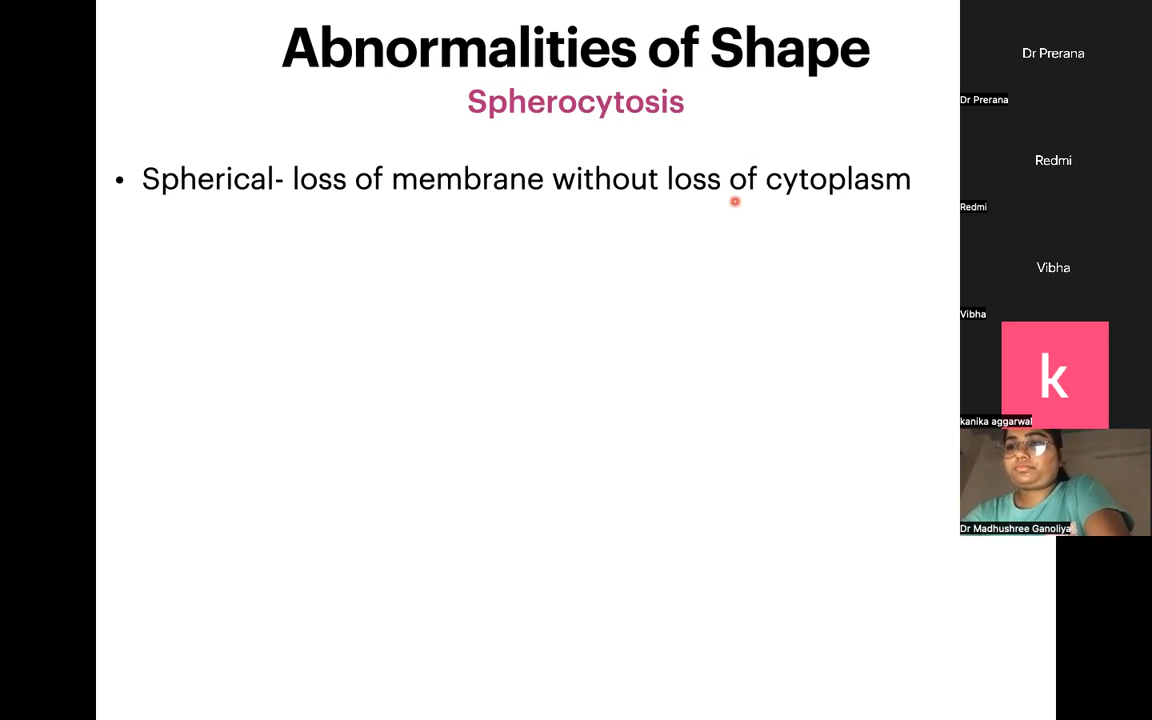 Abnormalities of Shape
Spherocytosis
• Spherical- loss of membrane without loss of cytoplasm
Dr Prerana
Dr Prerana
Redmi
Redmi
Vibha
Vibha
k
kanika aggarwal
Dr Madhushree Ganoliya